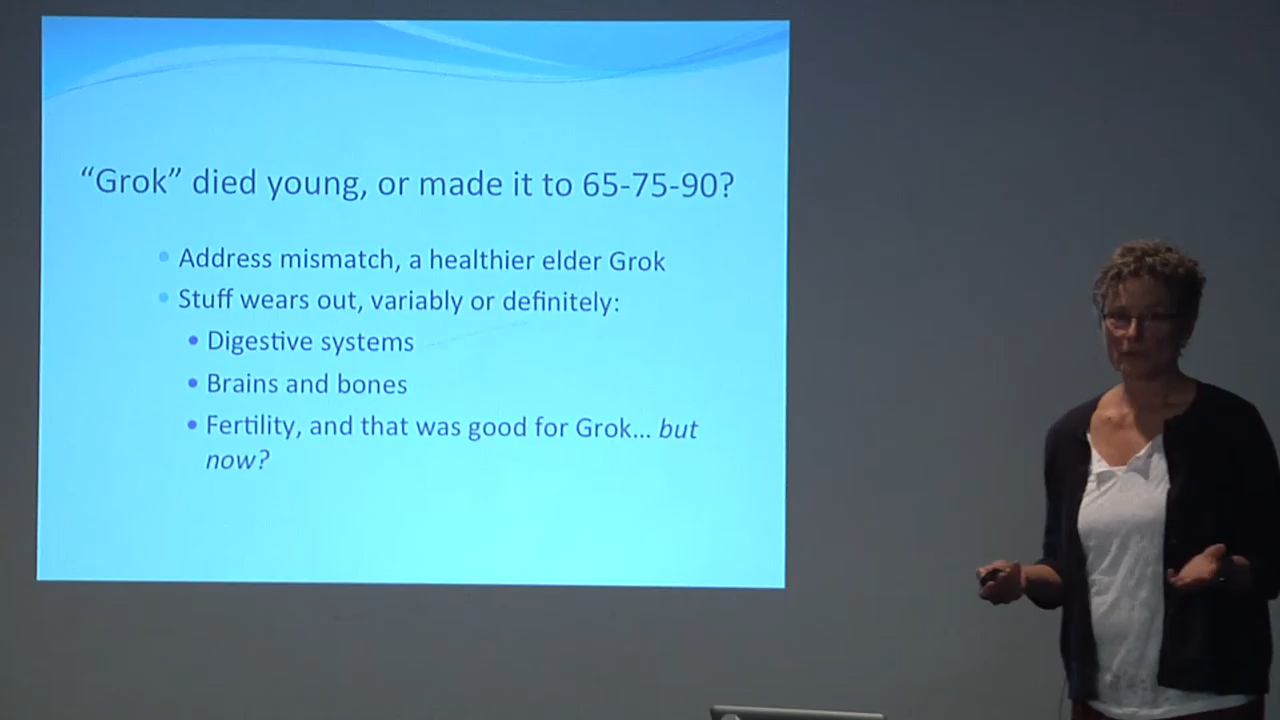 “Grok” died young, or made it to 65-75-90?
Address mismatch, a healthier elder Grok
Stuff wears out, variably or definitely:
Digestive systems
Brains and bones
Fertility, and that was good for Grok... but
now?